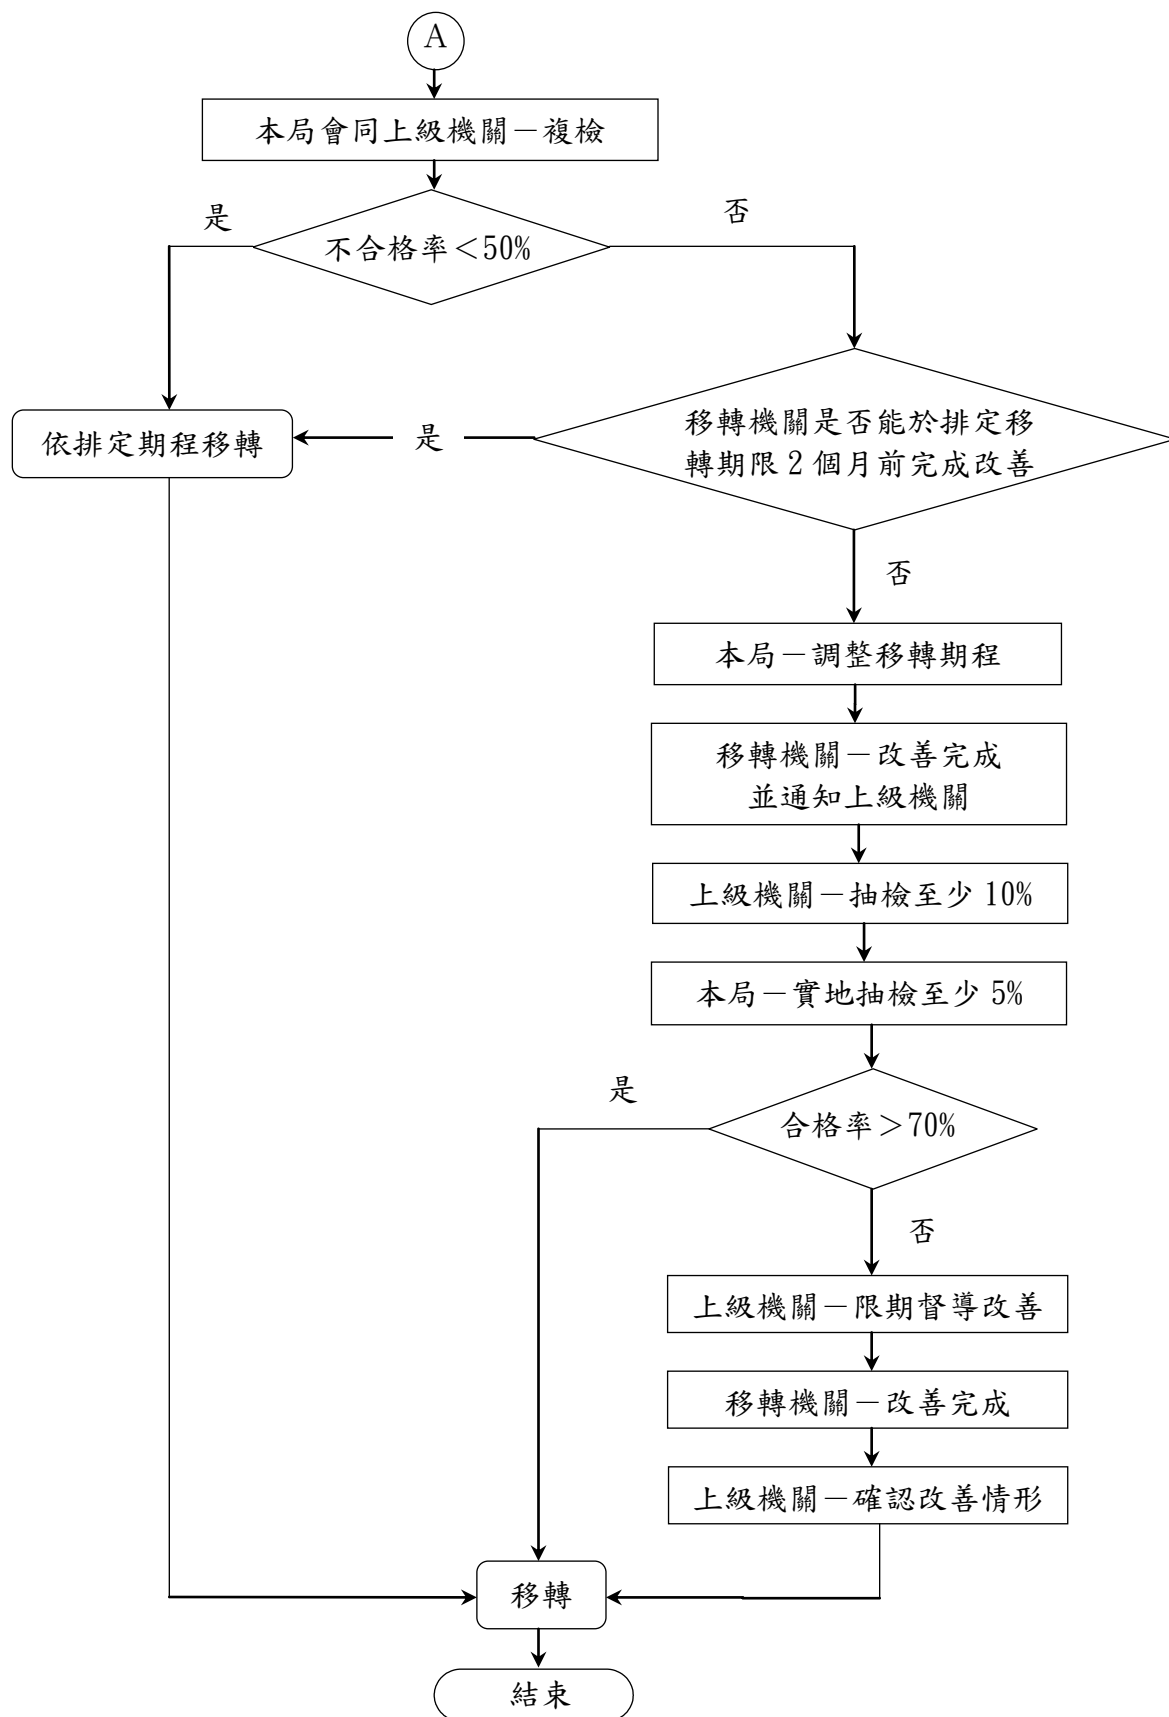 A
本局會同上級機關－複檢
是
否
不合格率＜50%
移轉機關是否能於排定移
轉期限2個月前完成改善
依排定期程移轉
是
否
本局－調整移轉期程
移轉機關－改善完成
並通知上級機關
上級機關－抽檢至少10%
本局－實地抽檢至少5%
是
合格率＞70%
否
上級機關－限期督導改善
移轉機關－改善完成
上級機關－確認改善情形
移轉
結束